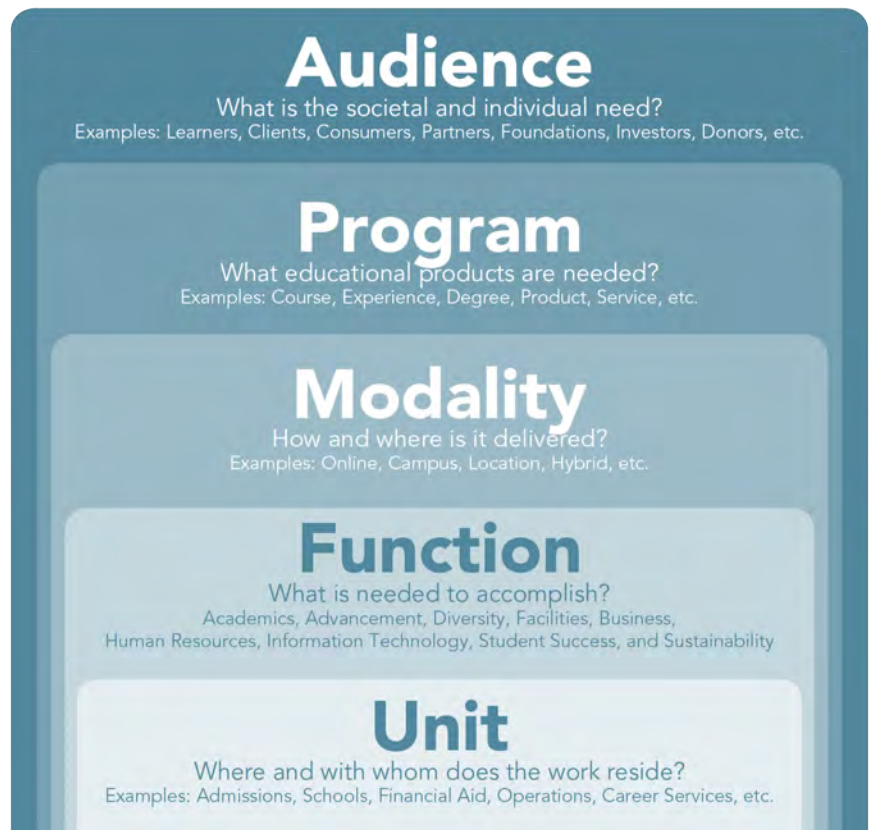 Audience
What is the societal and individual need?
Examples: Learners, Clients, Consumers, Partners, Foundations, Investors, Donors, etc.
Program
What educational products are needed?
Examples: Course, Experience, Degree, Product, Service, etc.
Modality
How and where is it delivered?
Examples: Online, Campus, Location, Hybrid, etc.
Function
What is needed to accomplish?
Academics, Advancement, Diversity, Facilities, Business,
Human Resources, Information Technology, Student Success, and Sustainability
Unit
Where and with whom does the work reside?
Examples: Admissions, Schools, Financial Aid, Operations, Career Services, etc.